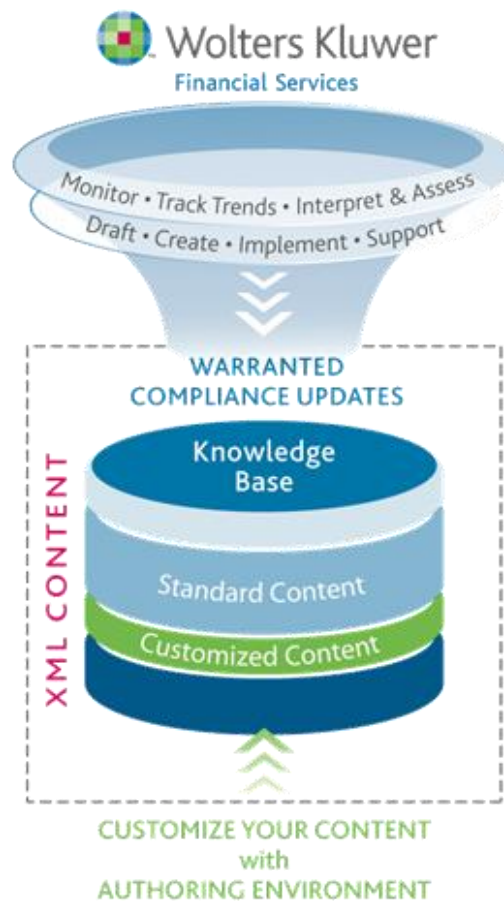 Wolters Kluwer
Financial Services
Monitor • Track Trends • Interpret & Assess
Draft • Create • Implement • Support
WARRANTED
COMPLIANCE UPDATES
XML CONTENT
Knowledge
Base
Standard Content
Customized Content
CUSTOMIZE YOUR CONTENT
with
AUTHORING ENVIRONMENT